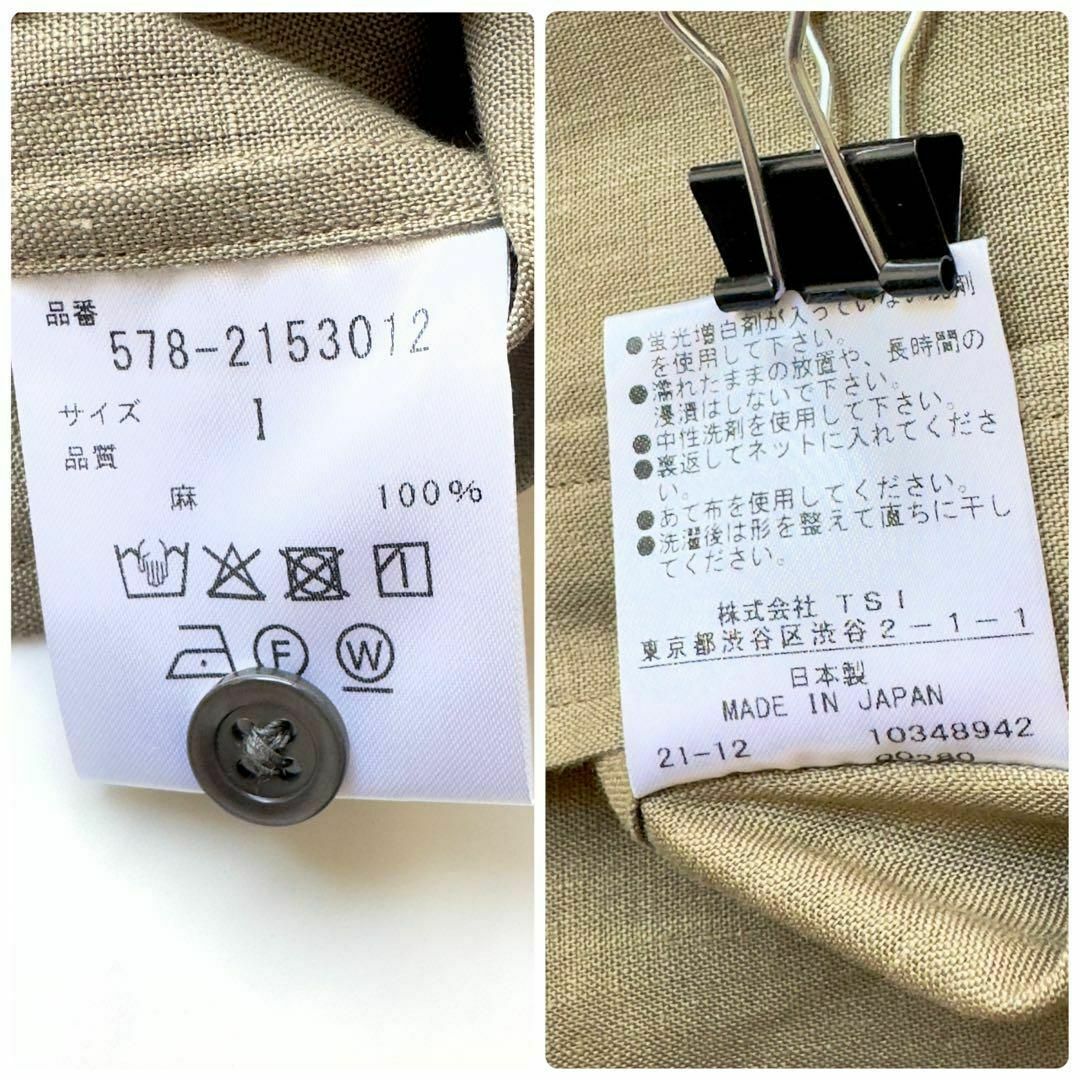 品番
578-2153012
サイズ 1
品質
麻 100%
F W
●蛍光増白剤が入っていない洗剤
を使用して下さい。
●濡れたままの放置や、長時間の
浸漬はしないで下さい。
●中性洗剤を使用して下さい。
●裏返してネットに入れてくださ
い。
●あて布を使用してください。
●洗濯後は形を整えて直ちに干し
てください。
株式会社 TSI
東京都渋谷区渋谷2-1-1
日本製
MADE IN JAPAN
21-12 10348942